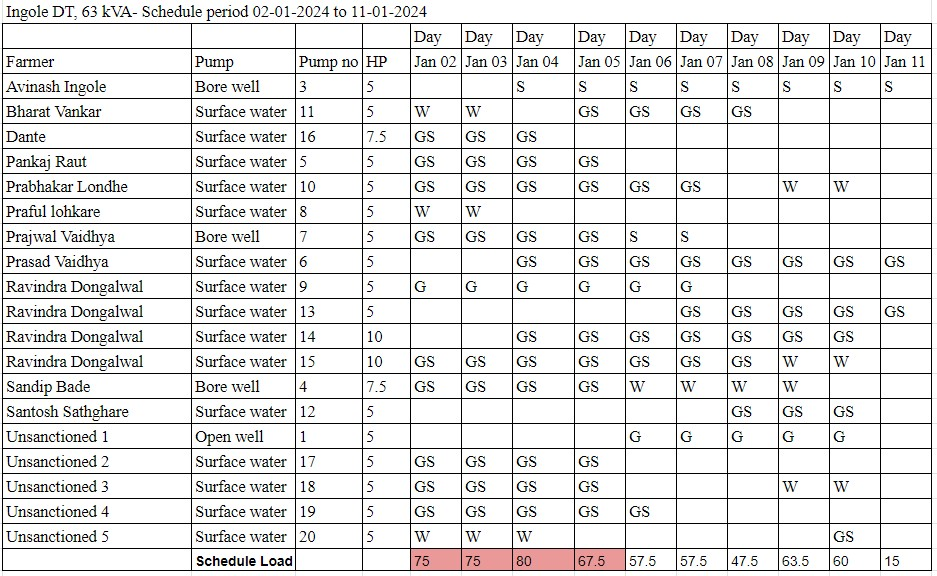 Ingole DT, 63 kVA- Schedule period 02-01-2024 to 11-01-2024
Day Day Day Day Day Day Day Day Day Day
Farmer Pump Pump no HP Jan 02 Jan 03 Jan 04 Jan 05 Jan 06 Jan 07 Jan 08 Jan 09 Jan 10 Jan 11
Avinash Ingole Bore well 3 5 S S S S S S S S
Bharat Vankar Surface water 11 5 W W GS GS GS GS
Dante Surface water 16 7.5 GS GS GS
Pankaj Raut Surface water 5 5 GS GS GS GS
Prabhakar Londhe Surface water 10 5 GS GS GS GS GS GS W W
Praful lohkare Surface water 8 5 W W
Prajwal Vaidhya Bore well 7 5 GS GS GS GS S S
Prasad Vaidhya Surface water 6 5 GS GS GS GS GS GS GS GS
Ravindra Dongalwal Surface water 9 5 G G G G G G
Ravindra Dongalwal Surface water 13 5 GS GS GS GS GS
Ravindra Dongalwal Surface water 14 10 GS GS GS GS GS GS GS
Ravindra Dongalwal Surface water 15 10 GS GS GS GS GS GS GS W W
Sandip Bade Bore well 4 7.5 GS GS GS GS W W W W
Santosh Sathghare Surface water 12 5 GS GS GS
Unsanctioned 1 Open well 1 5 G G G G G
Unsanctioned 2 Surface water 17 5 GS GS GS GS
Unsanctioned 3 Surface water 18 5 GS GS GS GS W W
Unsanctioned 4 Surface water 19 5 GS GS GS GS GS
Unsanctioned 5 Surface water 20 5 W W W GS
Schedule Load 75 75 80 67.5 57.5 57.5 47.5 63.5 60 15